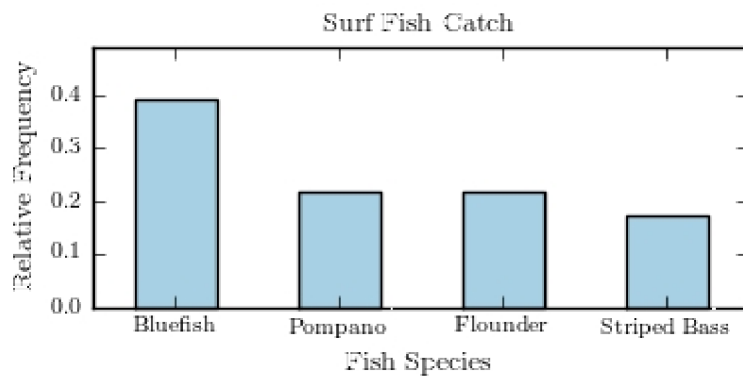 Surf Fish Catch
Relative Frequency
0.4
0.3
0.2
0.1
0.0
Bluefish Pompano Flounder Striped Bass
Fish Species